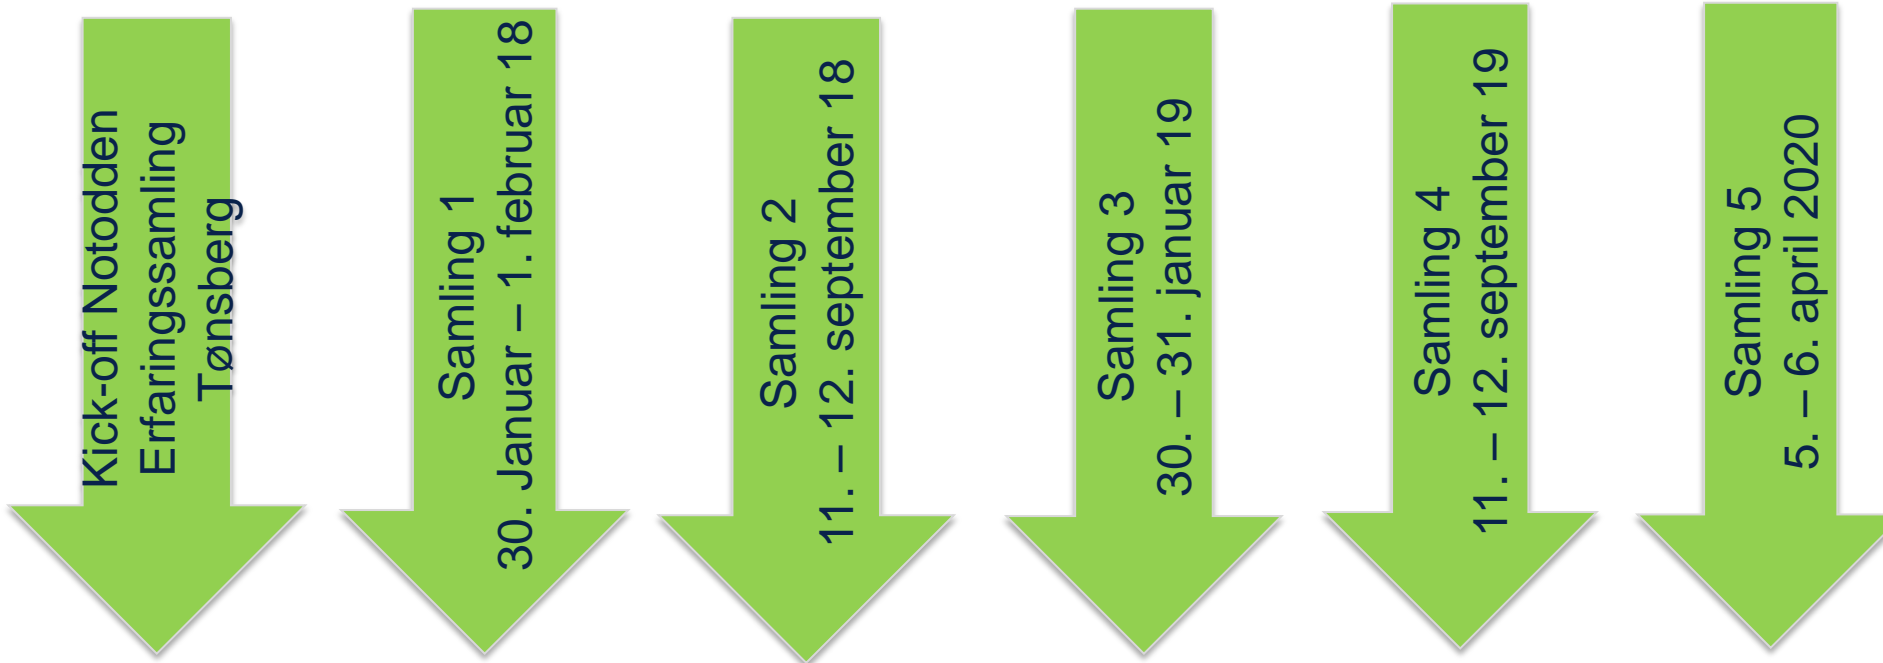 Kick-off Notodden
Erfaringssamling
Tønsberg
Samling 1
30. Januar – 1. februar 18
Samling 2
11. – 12. september 18
Samling 3
30. – 31. januar 19
Samling 4
11. – 12. september 19
Samling 5
5. – 6. april 2020